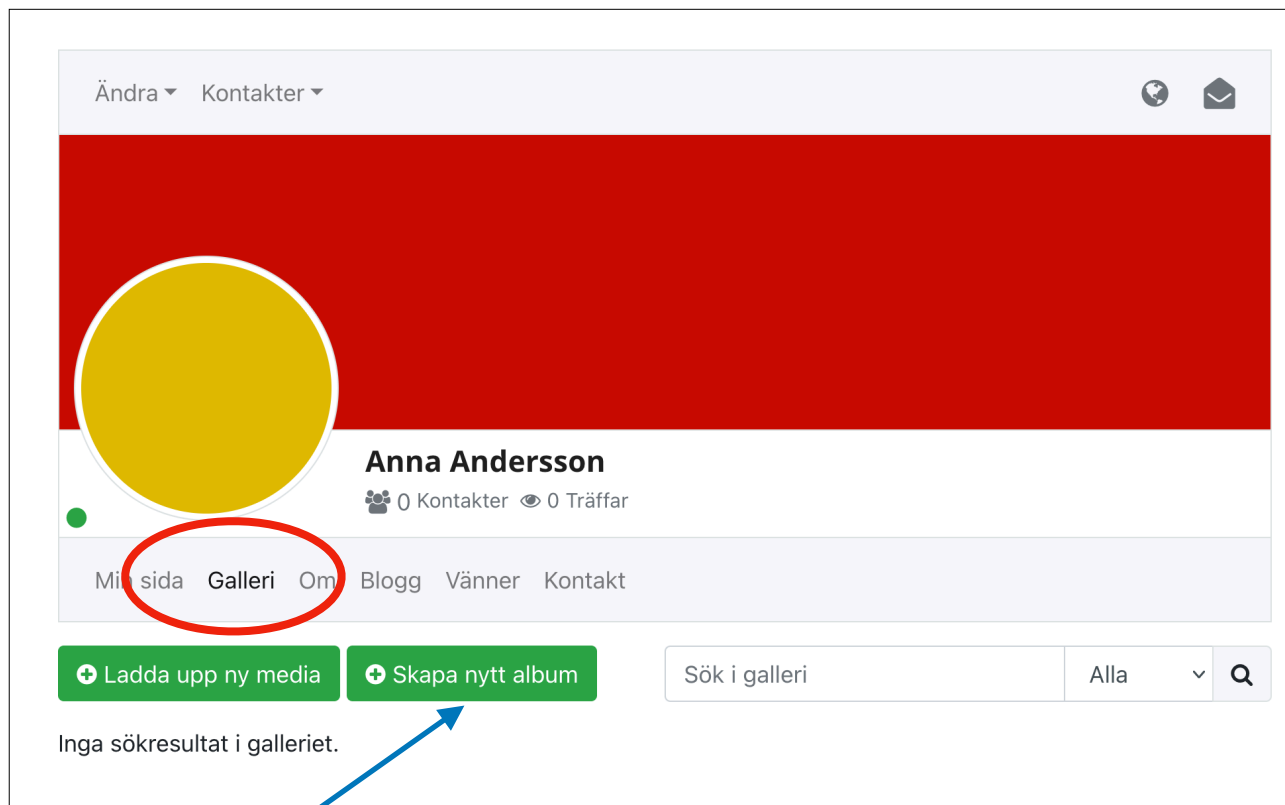 Ändra Kontakter
Anna Andersson
0 Kontakter 0 Träffar
Min sida Galleri Om Blogg Vänner Kontakt
Ladda upp ny media Skapa nytt album Sök i galleri Alla
Inga sökresultat i galleriet.